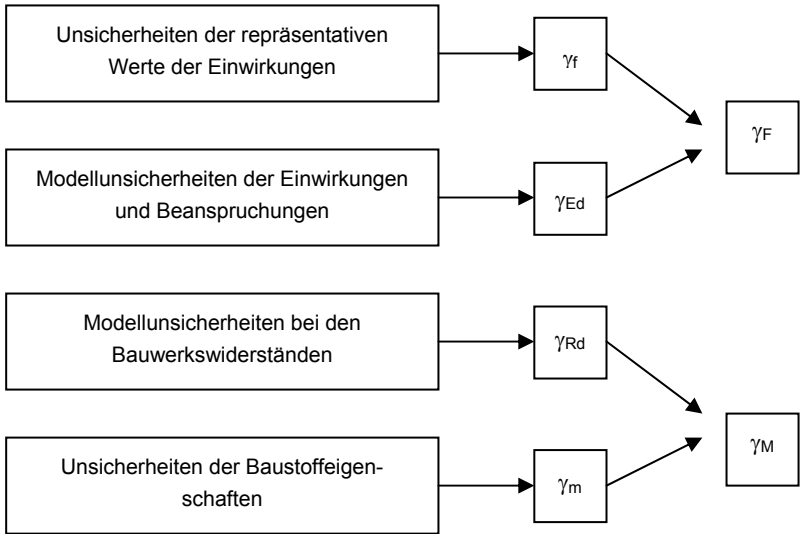 Unsicherheiten der repräsentativen
Werte der Einwirkungen
γf
γF
Modellunsicherheiten der Einwirkungen
und Beanspruchungen
γEd
Modellunsicherheiten bei den
Bauwerkswiderständen
γRd
γM
Unsicherheiten der Baustoffeigen-
schaften
γm